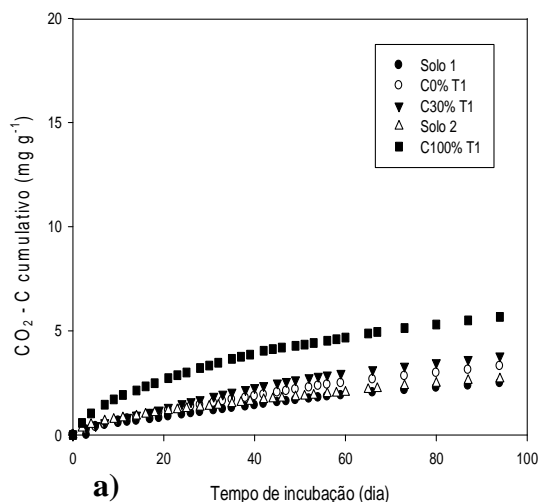 20
15
10
5
0
CO₂ - C cumulativo (mg g⁻¹)
Solo 1
C0% T1
C30% T1
Solo 2
C100% T1
0 20 40 60 80 100
a)
Tempo de incubação (dia)